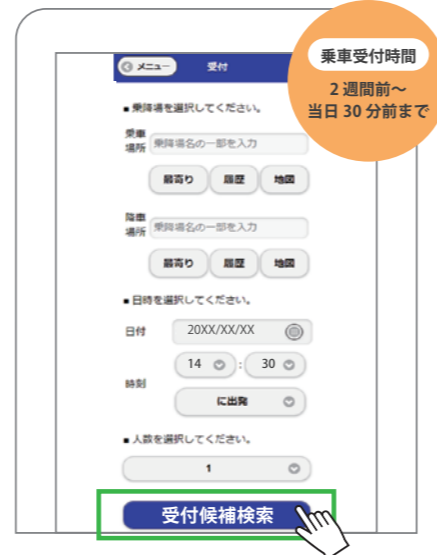 メニュー
受付
乗車受付時間
2週間前～
当日30分前まで
■乗降場を選択してください。
乗車
場所
乗降場名の一部を入力
最寄り 履歴 地図
降車
場所
乗降場名の一部を入力
最寄り 履歴 地図
■日時を選択してください。
日付 20XX/XX/XX
14 : 30
時刻
に出発
■人数を選択してください。
1
受付候補検索